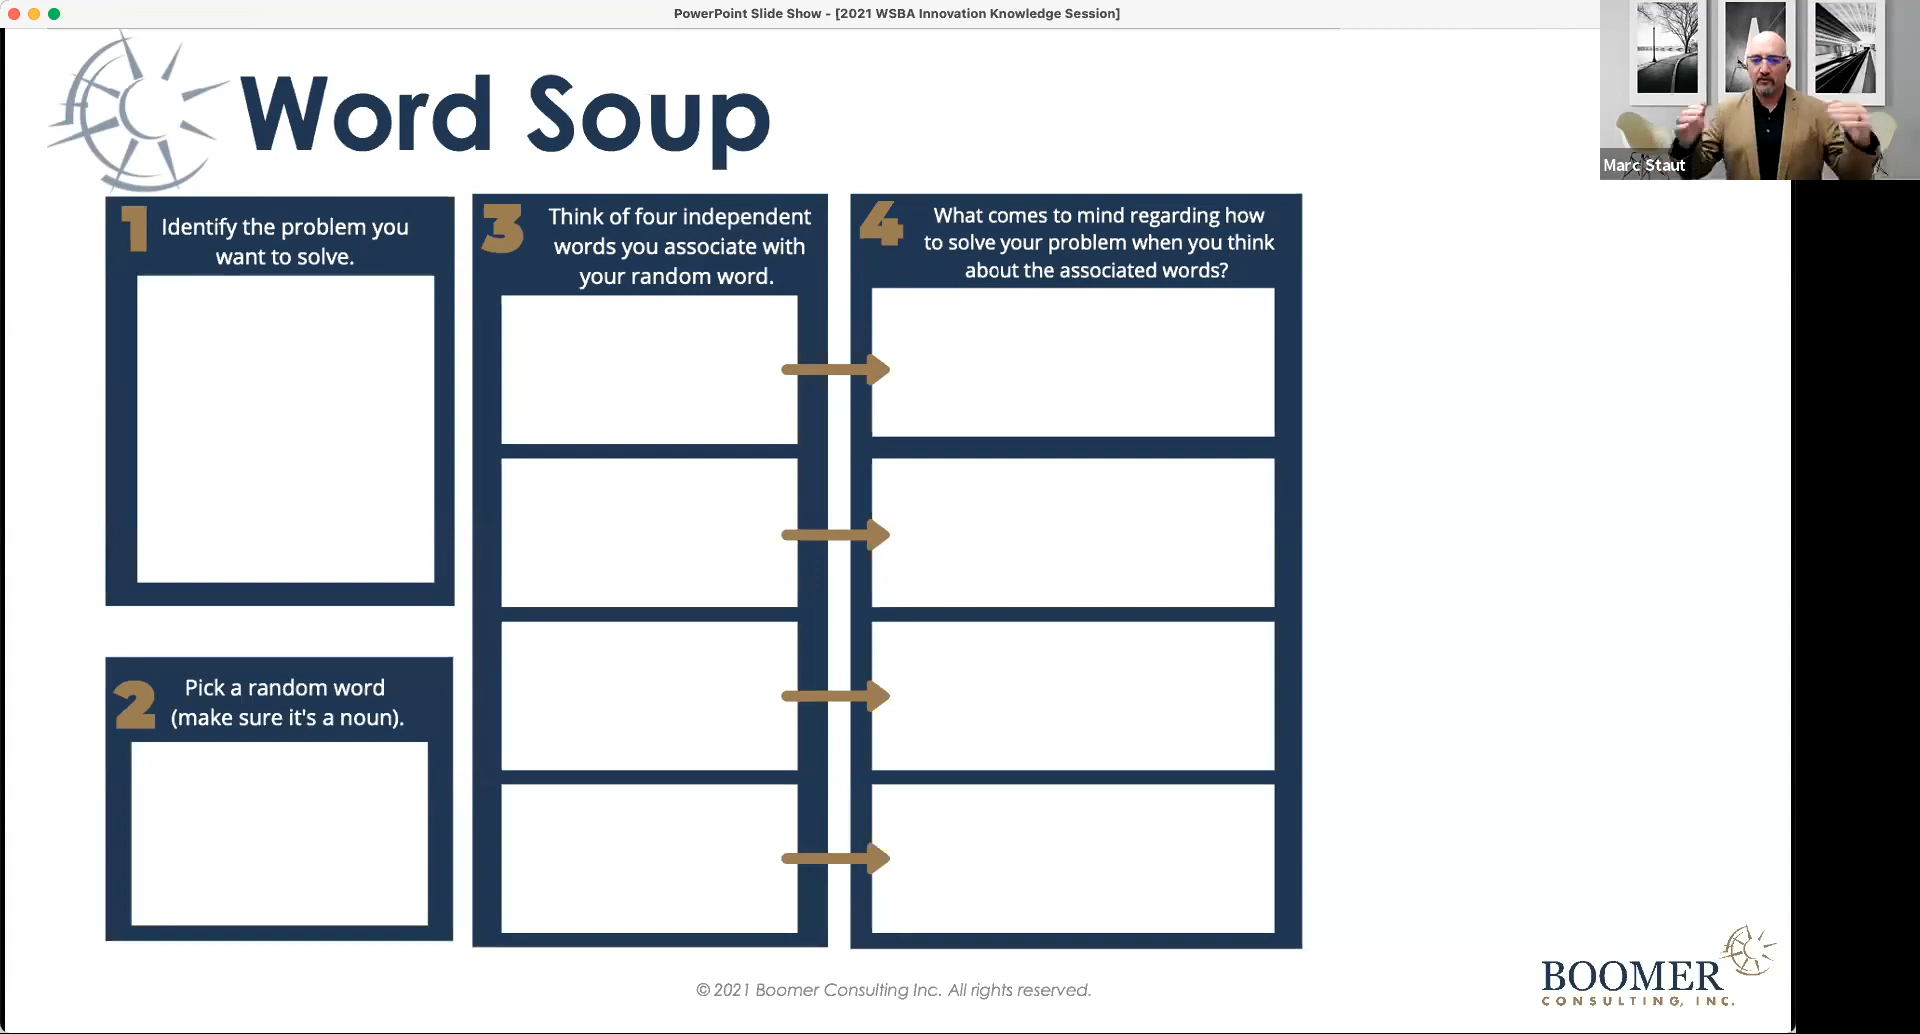 PowerPoint Slide Show - [2021 WSBA Innovation Knowledge Session]
Marc Staut
Word Soup
1
Identify the problem you
want to solve.
2
Pick a random word
(make sure it's a noun).
3
Think of four independent
words you associate with
your random word.
4
What comes to mind regarding how
to solve your problem when you think
about the associated words?
© 2021 Boomer Consulting Inc. All rights reserved.
BOOMER
CONSULTING, INC.